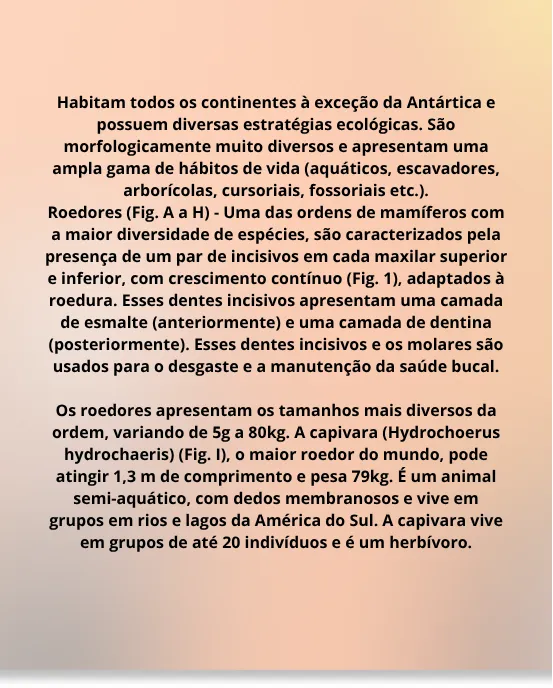 Habitam todos os continentes à exceção da Antártica e
possuem diversas estratégias ecológicas. São
morfologicamente muito diversos e apresentam uma
ampla gama de hábitos de vida (aquáticos, escavadores,
arborícolas, cursoriais, fossoriais etc.).
Roedores (Fig. A a H) - Uma das ordens de mamíferos com
a maior diversidade de espécies, são caracterizados pela
presença de um par de incisivos em cada maxilar superior
e inferior, com crescimento contínuo (Fig. 1), adaptados à
roedura. Esses dentes incisivos apresentam uma camada
de esmalte (anteriormente) e uma camada de dentina
(posteriormente). Esses dentes incisivos e os molares são
usados para o desgaste e a manutenção da saúde bucal.
Os roedores apresentam os tamanhos mais diversos da
ordem, variando de 5g a 80kg. A capivara (Hydrochoerus
hydrochaeris) (Fig. I), o maior roedor do mundo, pode
atingir 1,3 m de comprimento e pesa 79kg. É um animal
semi-aquático, com dedos membranosos e vive em
grupos em rios e lagos da América do Sul. A capivara vive
em grupos de até 20 indivíduos e é um herbívoro.